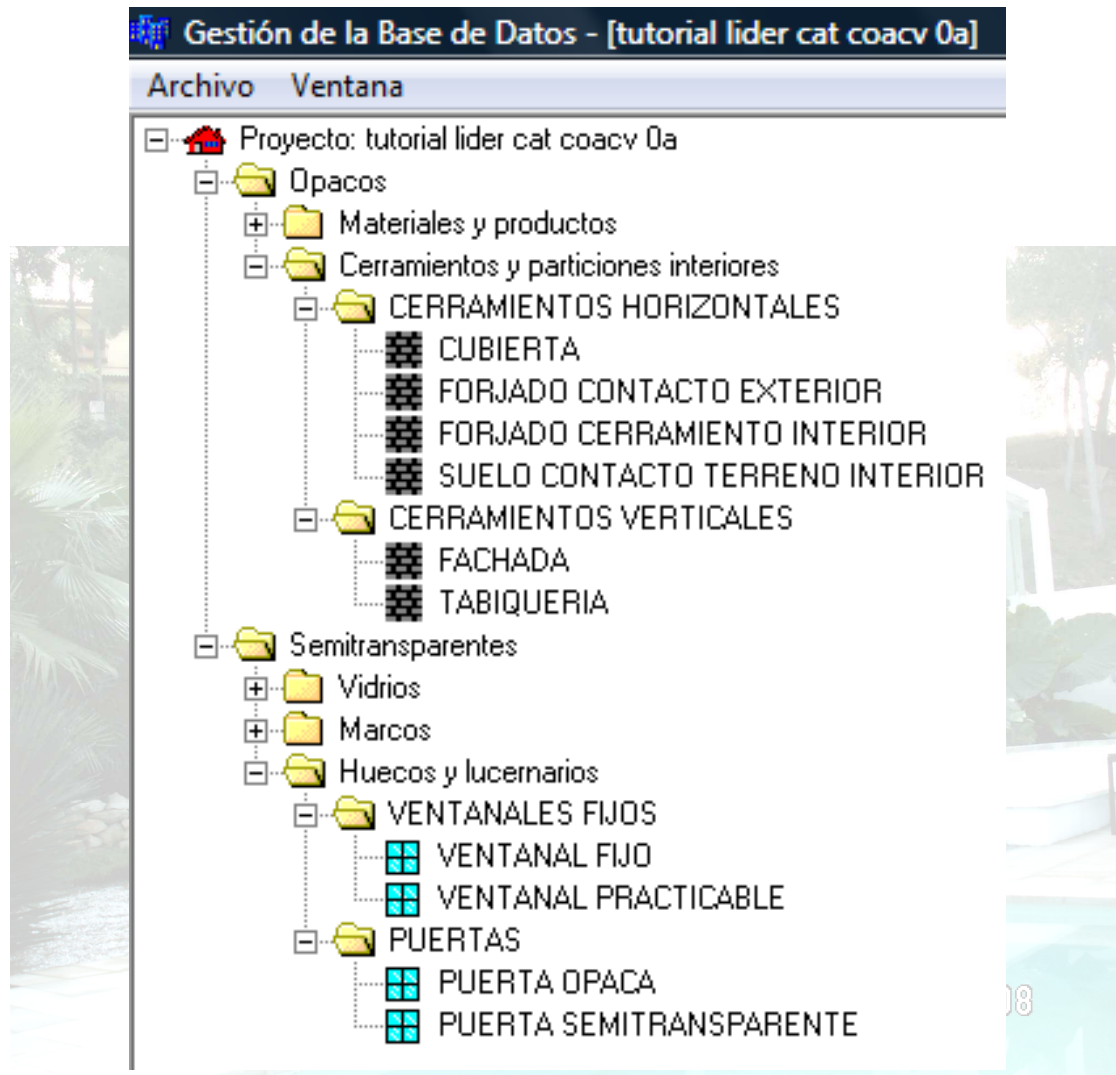 Gestión de la Base de Datos - [tutorial lider cat coacv 0a]
Archivo Ventana
Proyecto: tutorial lider cat coacv 0a
Opacos
Materiales y productos
Cerramientos y particiones interiores
CERRAMIENTOS HORIZONTALES
CUBIERTA
FORJADO CONTACTO EXTERIOR
FORJADO CERRAMIENTO INTERIOR
SUELO CONTACTO TERRENO INTERIOR
CERRAMIENTOS VERTICALES
FACHADA
TABIQUERIA
Semitransparentes
Vidrios
Marcos
Huecos y lucernarios
VENTANALES FIJOS
VENTANAL FIJO
VENTANAL PRACTICABLE
PUERTAS
PUERTA OPACA
PUERTA SEMITRANSPARENTE